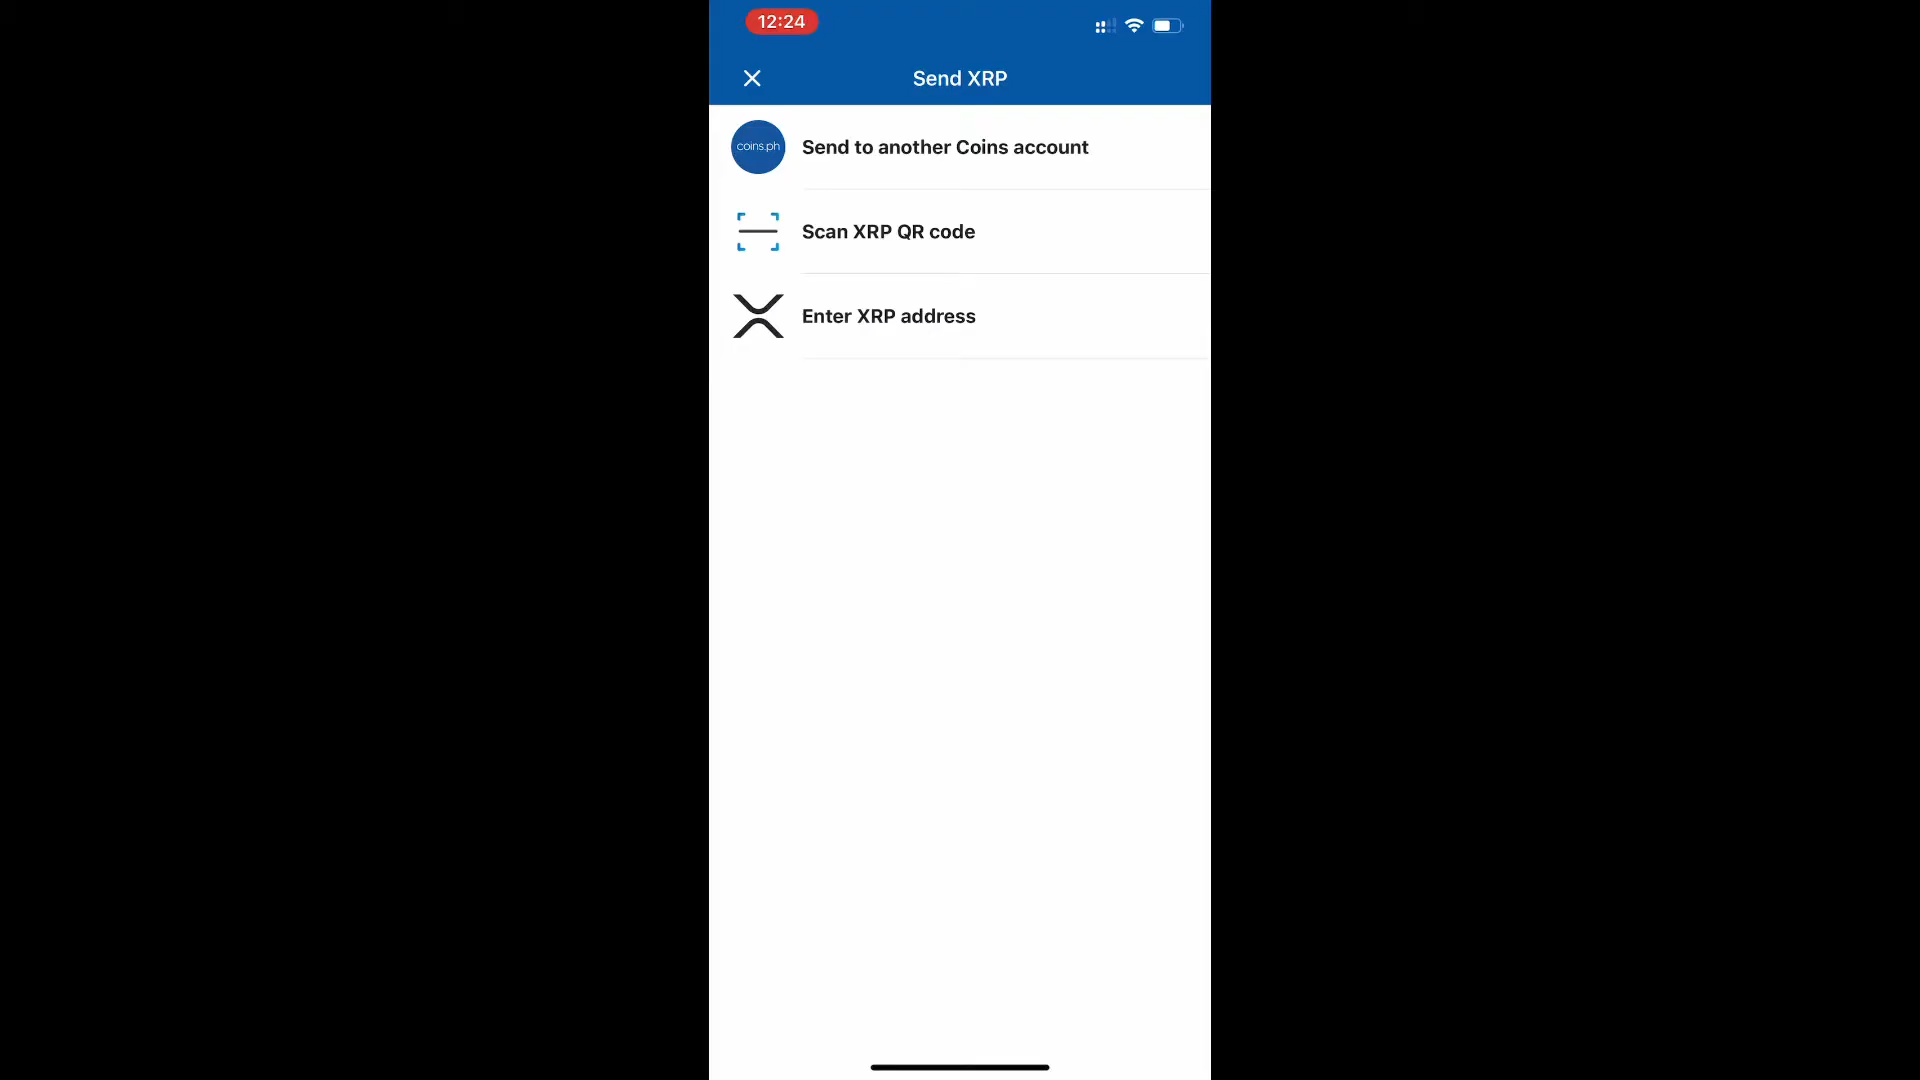 12:24
Send XRP
coins.ph
Send to another Coins account
Scan XRP QR code
Enter XRP address